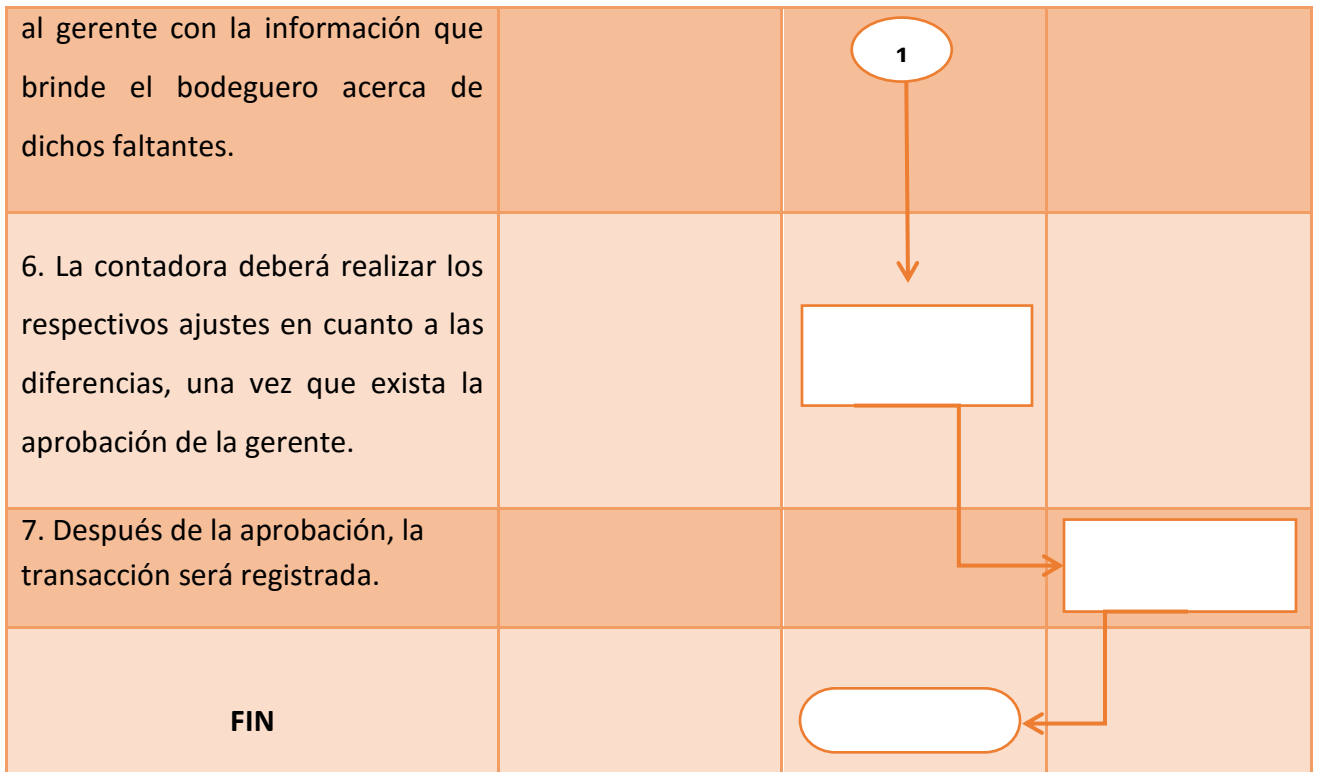 al gerente con la información que
brinde el bodeguero acerca de
dichos faltantes.
1
6. La contadora deberá realizar los
respectivos ajustes en cuanto a las
diferencias, una vez que exista la
aprobación de la gerente.
7. Después de la aprobación, la
transacción será registrada.
FIN